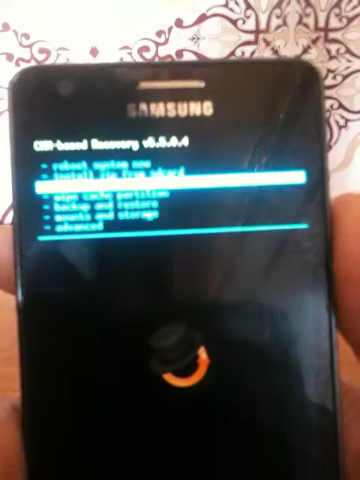 SAMSUNG
CWM-based Recovery v5.5.0.4
- reboot system now
- install zip from sdcard
- wipe cache partition
- backup and restore
- mounts and storage
- advanced